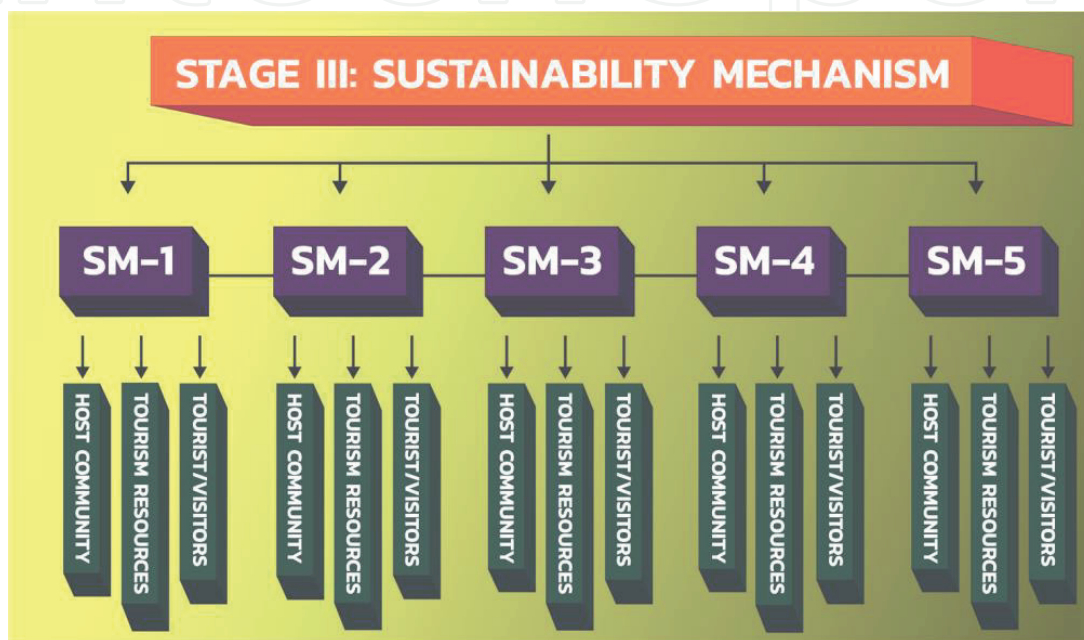 STAGE III: SUSTAINABILITY MECHANISM
SM-1
SM-2
SM-3
SM-4
SM-5
HOST COMMUNITY
TOURISM RESOURCES
TOURIST/VISITORS
HOST COMMUNITY
TOURISM RESOURCES
TOURIST/VISITORS
HOST COMMUNITY
TOURISM RESOURCES
TOURIST/VISITORS
HOST COMMUNITY
TOURISM RESOURCES
TOURIST/VISITORS
HOST COMMUNITY
TOURISM RESOURCES
TOURIST/VISITORS